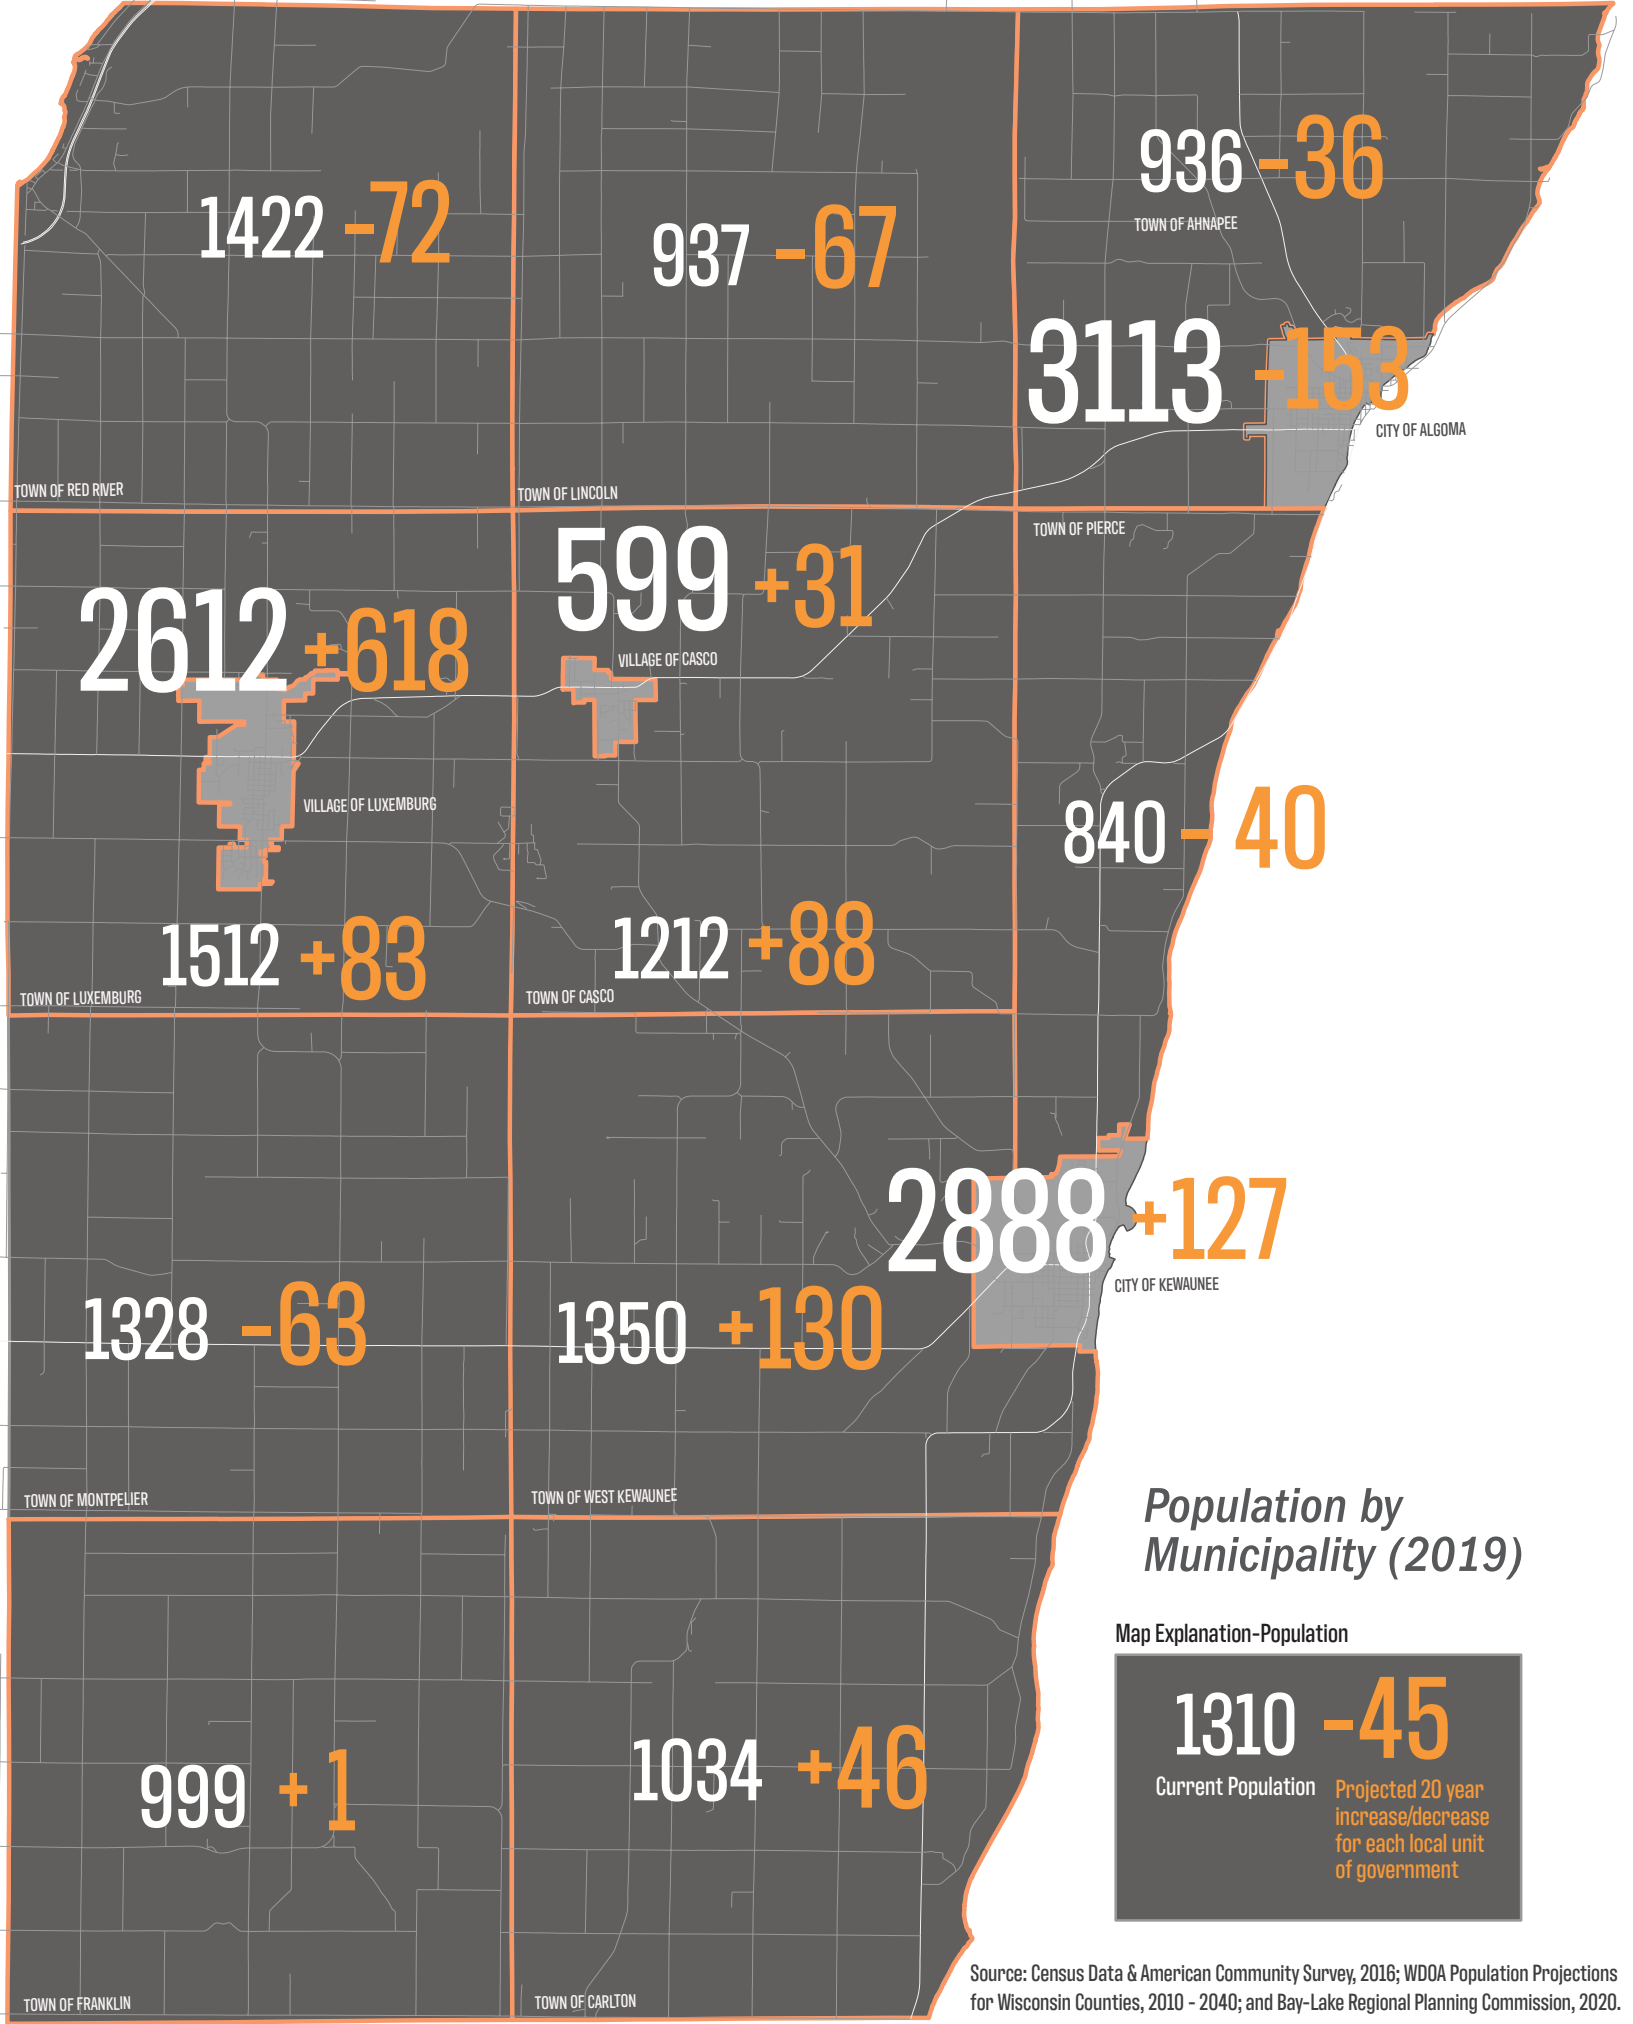 936 -36
TOWN OF AHNAPEE
1422 -72
937 -67
3113 -153
CITY OF ALGOMA
TOWN OF RED RIVER
TOWN OF LINCOLN
TOWN OF PIERCE
599 +31
2612 +618
VILLAGE OF CASCO
VILLAGE OF LUXEMBURG
840 - 40
1512 +83
1212 +88
TOWN OF LUXEMBURG
TOWN OF CASCO
2888 +127
CITY OF KEWAUNEE
1328 -63
1350 +130
TOWN OF MONTPELIER
TOWN OF WEST KEWAUNEE
Population by
Municipality (2019)
Map Explanation-Population
1310 -45
Current Population
Projected 20 year
increase/decrease
for each local unit
of government
999 + 1
1034 +46
TOWN OF FRANKLIN
TOWN OF CARLTON
Source: Census Data & American Community Survey, 2016; WDOA Population Projections
for Wisconsin Counties, 2010 - 2040; and Bay-Lake Regional Planning Commission, 2020.